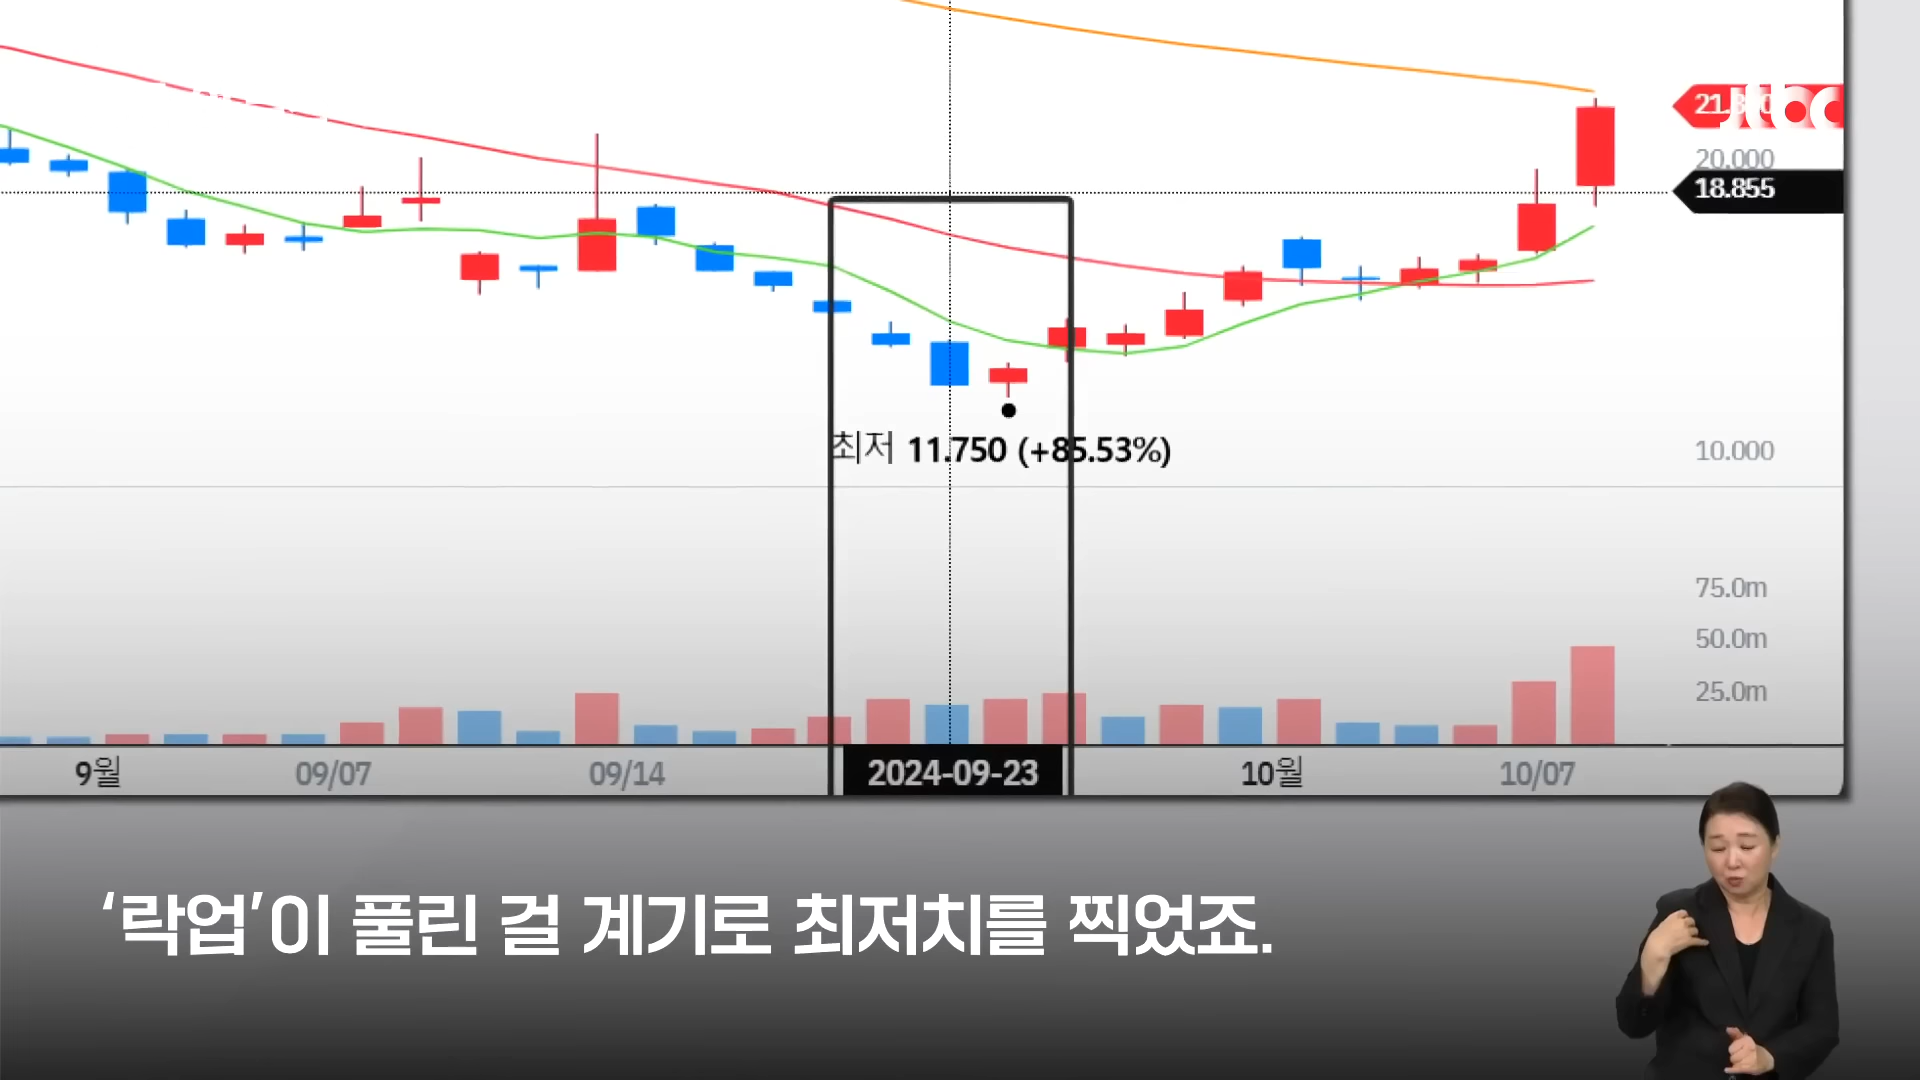 jtbc
20.000
18.855
최저 11.750 (+85.53%)
10.000
75.0m
50.0m
25.0m
9월 09/07 09/14 2024-09-23 10월 10/07
‘락업’이 풀린 걸 계기로 최저치를 찍었죠.